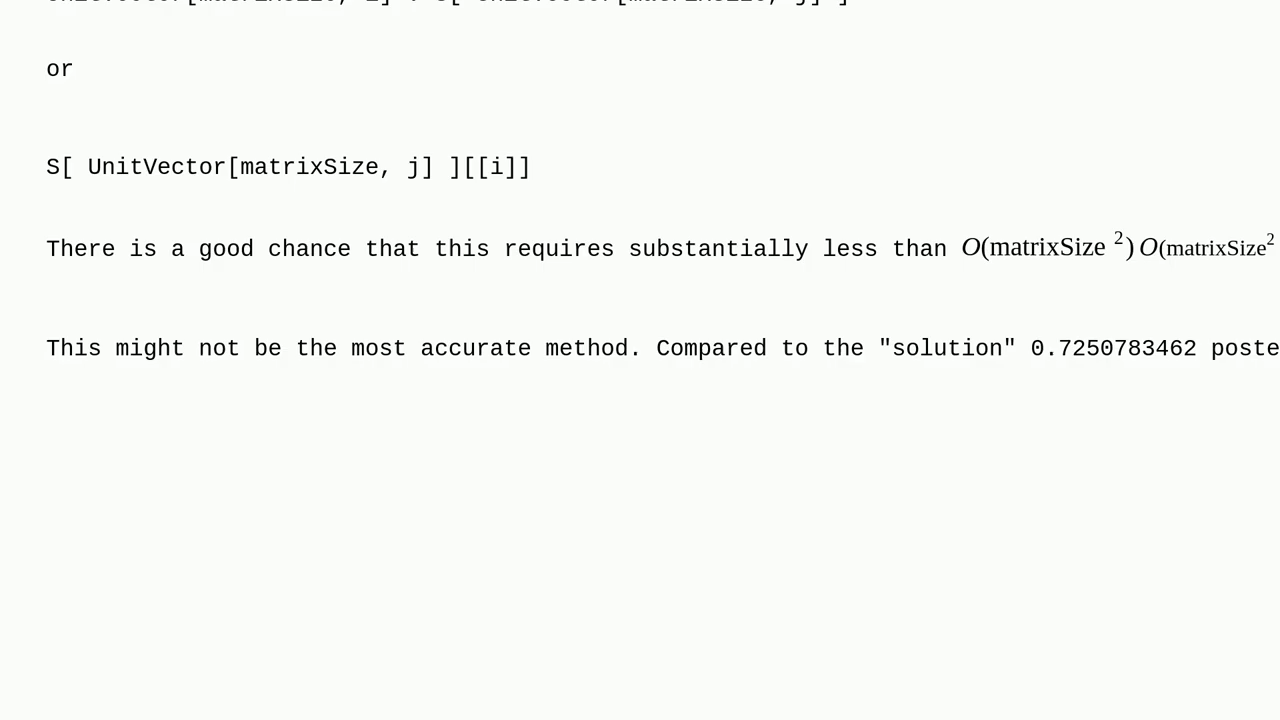 or
S[ UnitVector[matrixSize, j] ][[i]]
There is a good chance that this requires substantially less than O(matrixSize ²) O(matrixSize²
This might not be the most accurate method. Compared to the "solution" 0.7250783462 poste